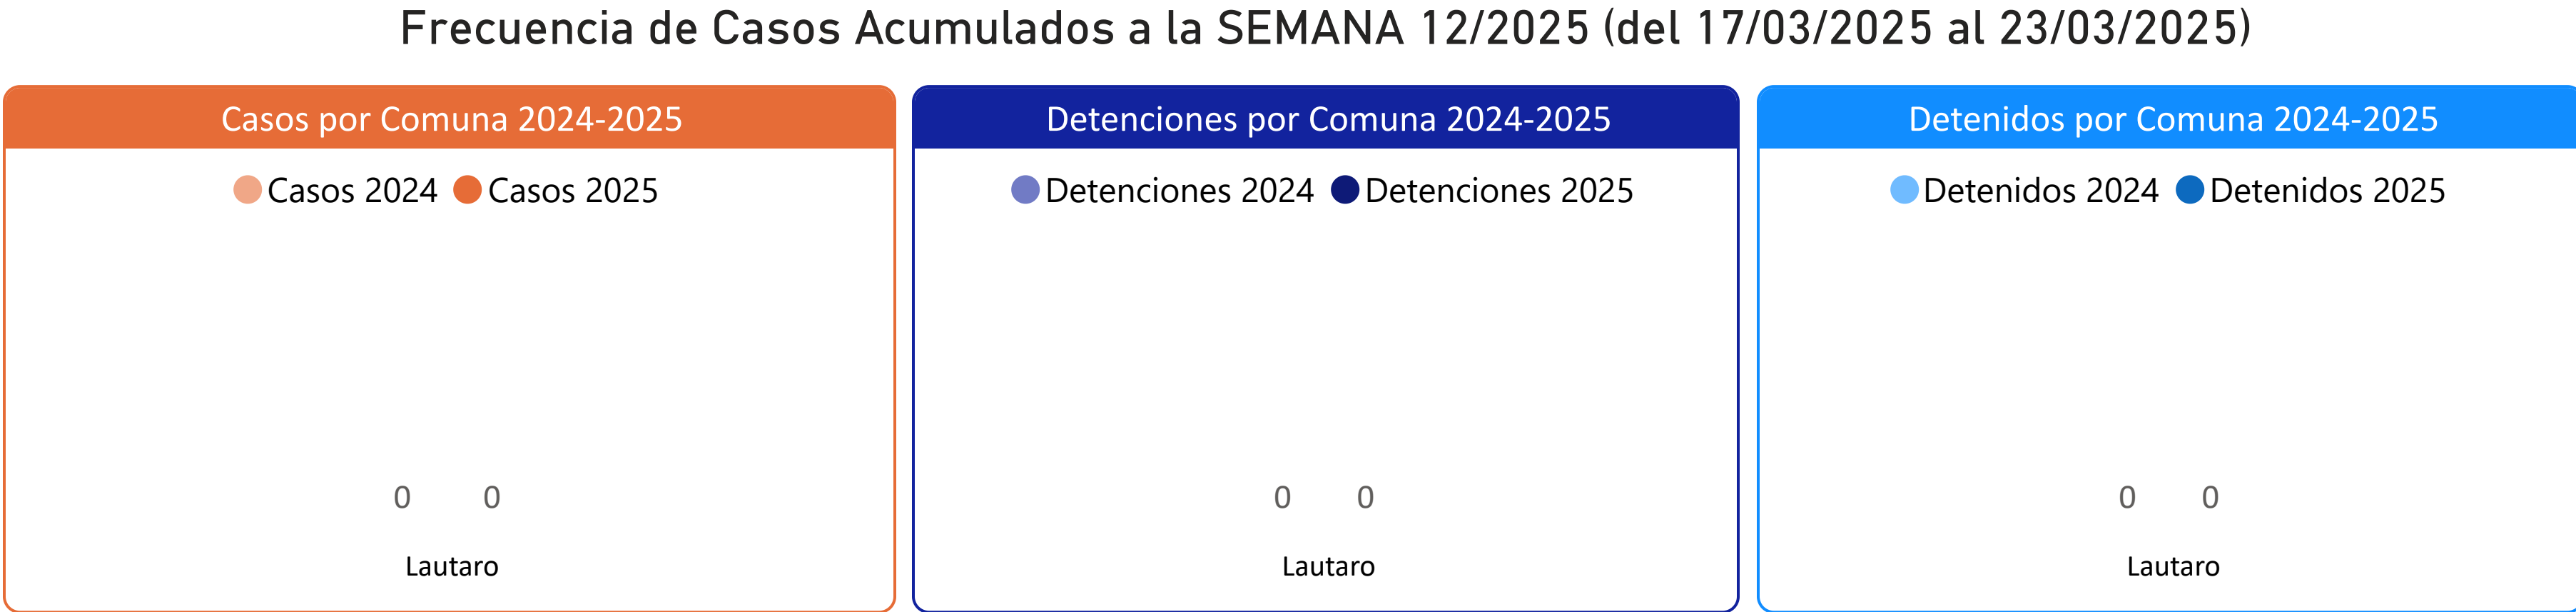 Frecuencia de Casos Acumulados a la SEMANA 12/2025 (del 17/03/2025 al 23/03/2025)
Casos por Comuna 2024-2025
Casos 2024 Casos 2025
0 0
Lautaro
Detenciones por Comuna 2024-2025
Detenciones 2024 Detenciones 2025
0 0
Lautaro
Detenidos por Comuna 2024-2025
Detenidos 2024 Detenidos 2025
0 0
Lautaro